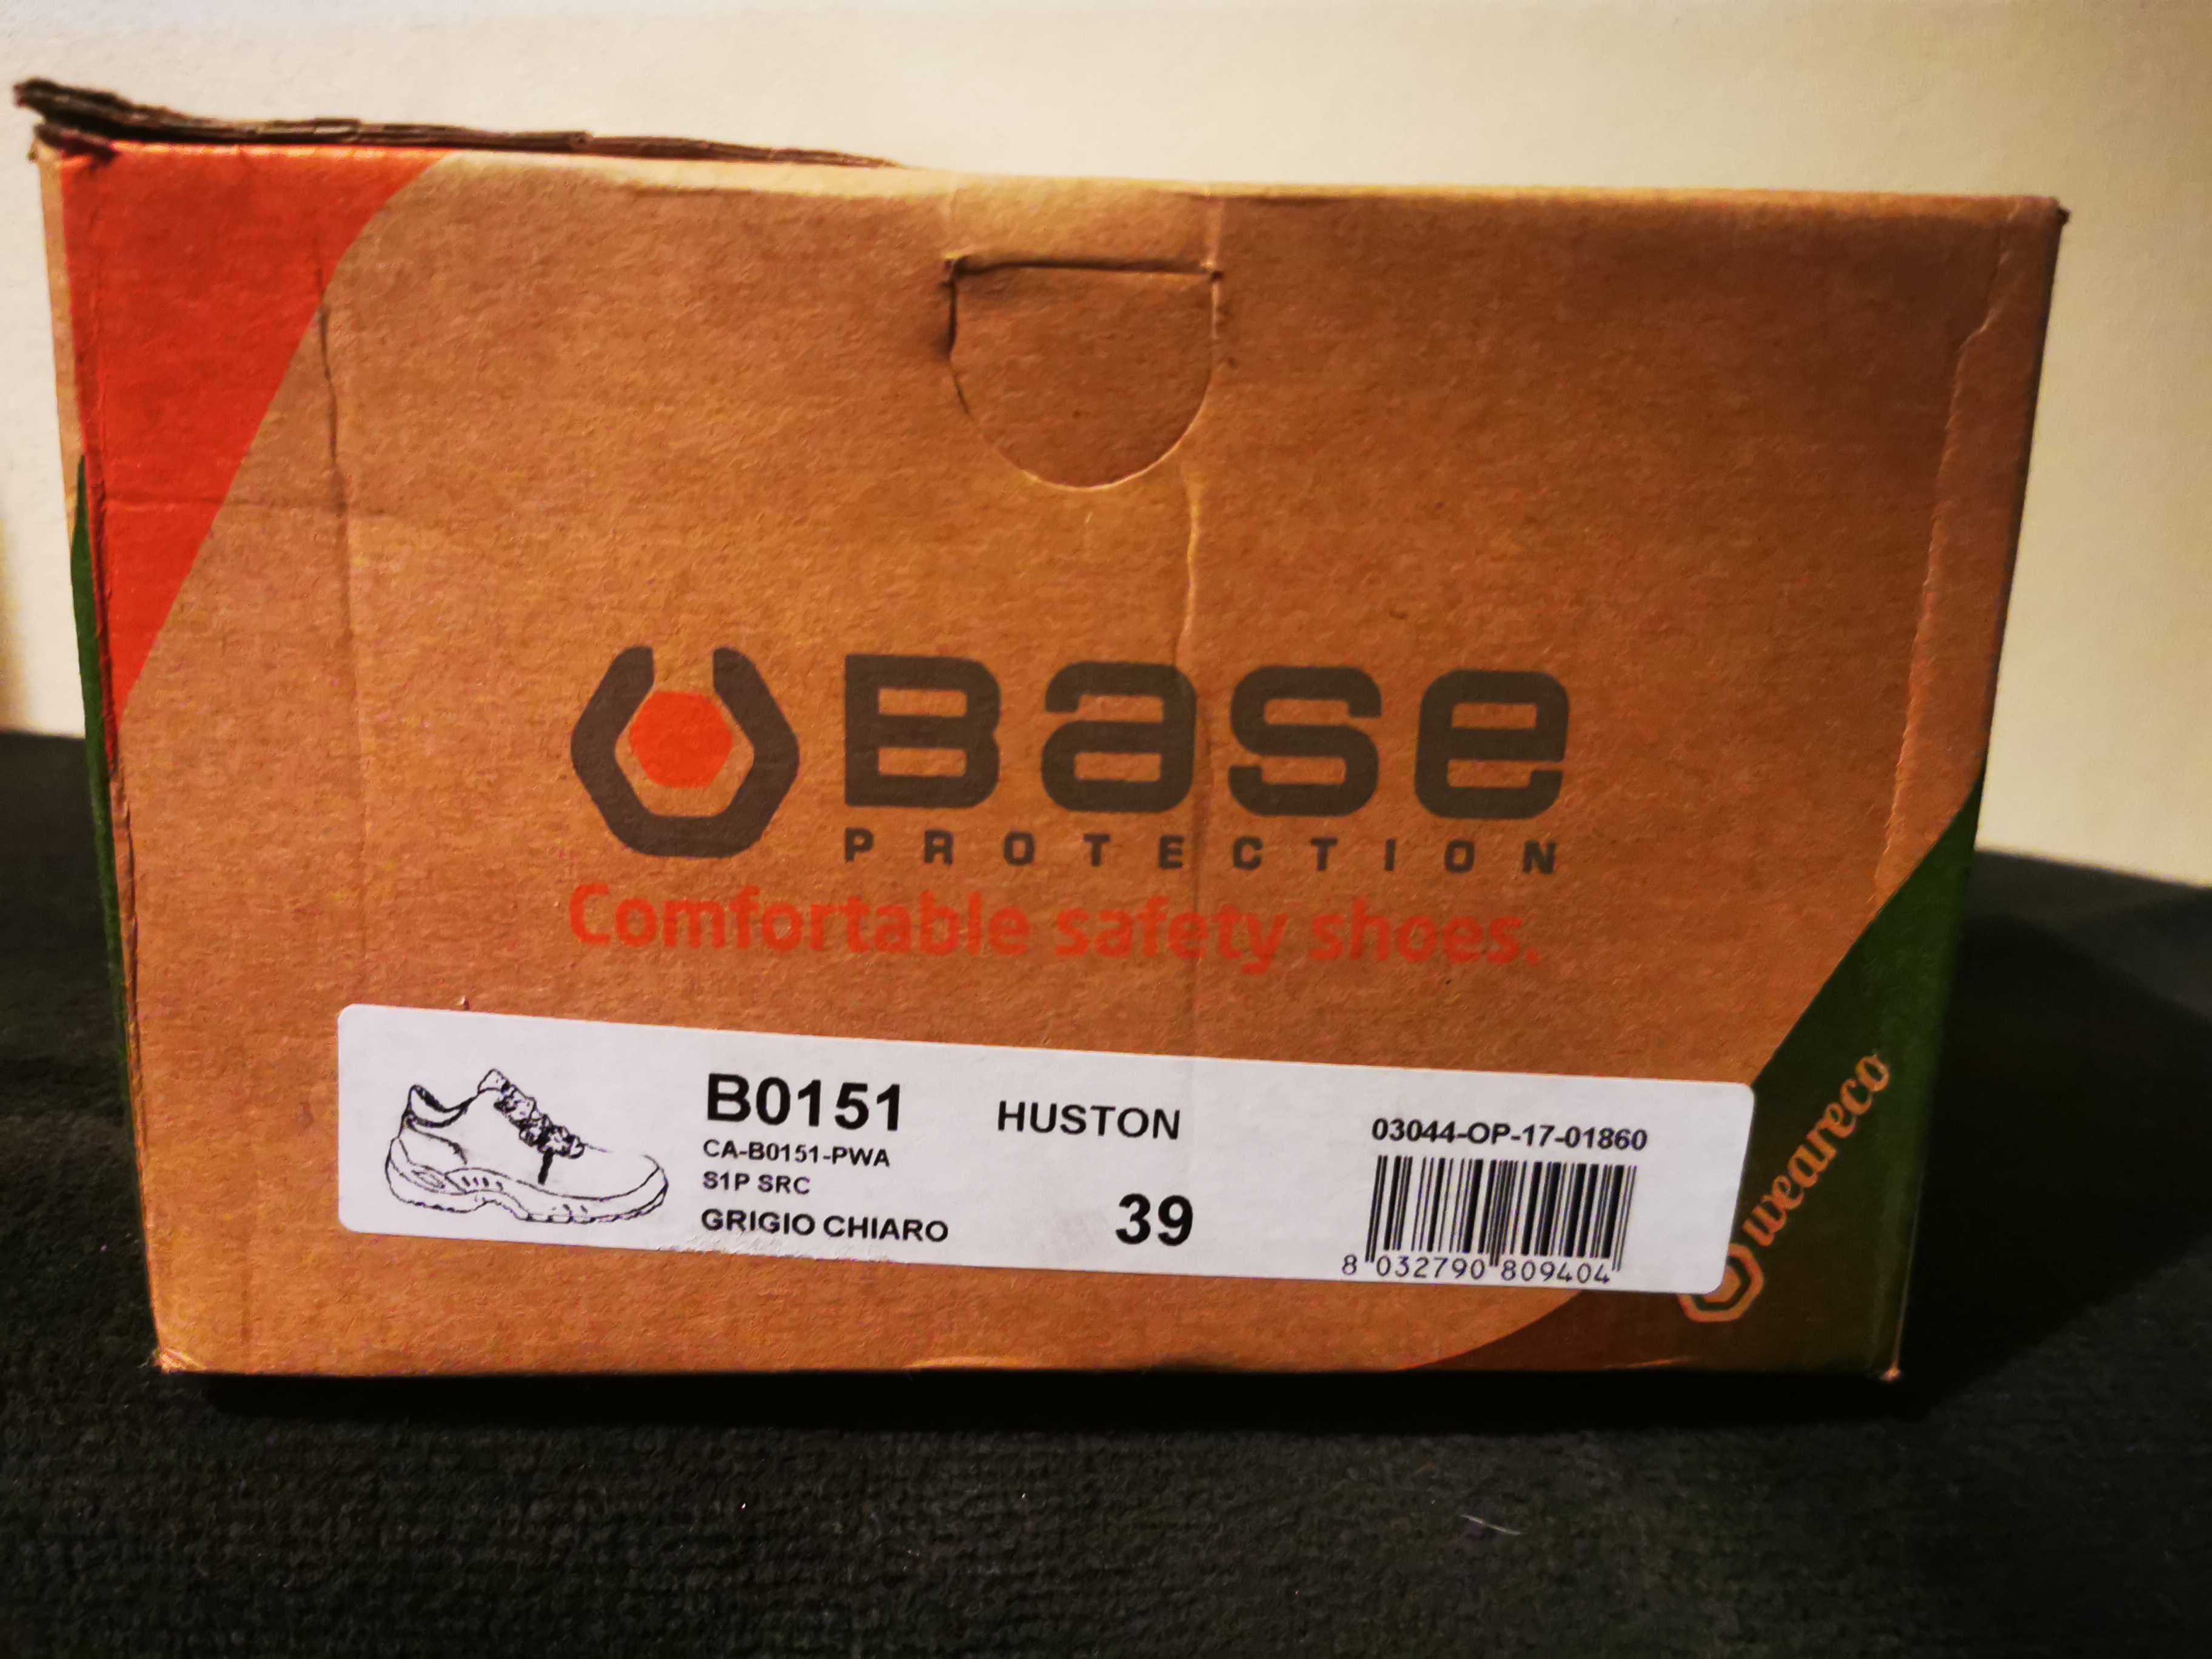 Base
PROTECTION
Comfortable safety shoes.
B0151
HUSTON
03044-OP-17-01860
CA-B0151-PWA
S1P SRC
GRIGIO CHIARO
39
8 032790 809404
weareco